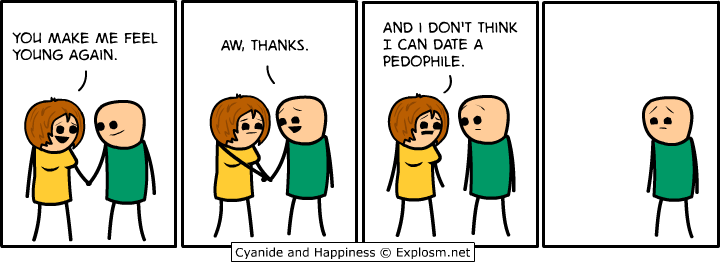 YOU MAKE ME FEEL
YOUNG AGAIN.
AW, THANKS.
AND I DON'T THINK
I CAN DATE A
PEDOPHILE.
Cyanide and Happiness © Explosm.net